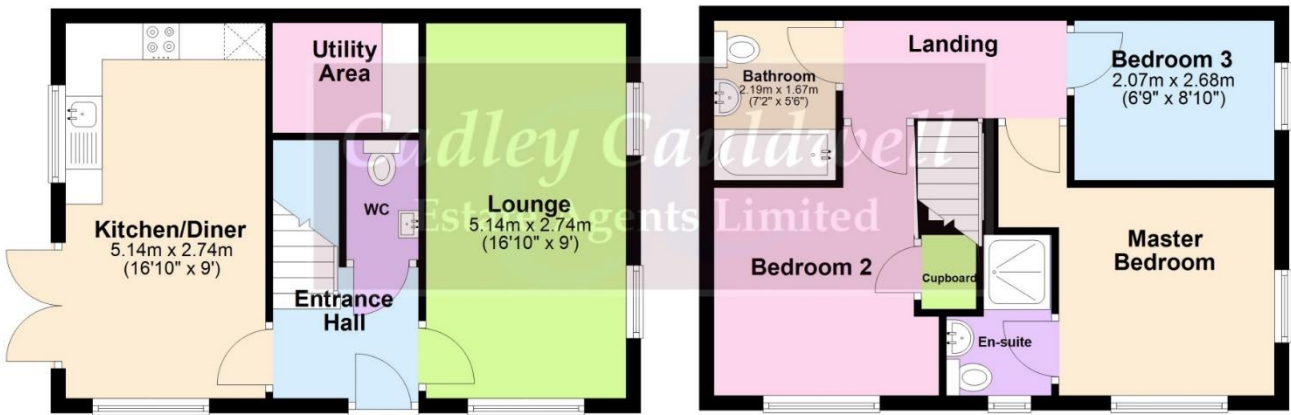 Utility
Area
Kitchen/Diner
5.14m x 2.74m
(16'10" x 9')
WC
Entrance
Hall
Lounge
5.14m x 2.74m
(16'10" x 9')
Landing
Bathroom
2.19m x 1.67m
(7'2" x 5'6")
Bedroom 3
2.07m x 2.68m
(6'9" x 8'10")
Bedroom 2
Cupboard
Master
Bedroom
En-suite
Cadley Cauldwell
Estate Agents Limited